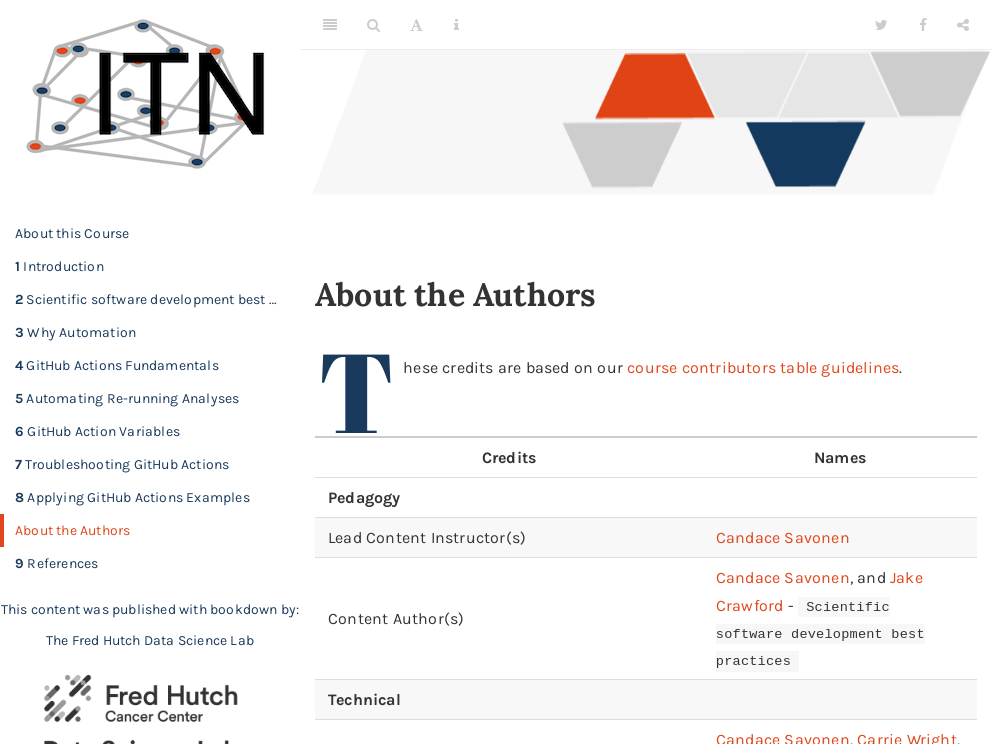 ITN
About this Course
1 Introduction
2 Scientific software development best …
3 Why Automation
4 GitHub Actions Fundamentals
5 Automating Re-running Analyses
6 GitHub Action Variables
7 Troubleshooting GitHub Actions
8 Applying GitHub Actions Examples
About the Authors
9 References
This content was published with bookdown by:
The Fred Hutch Data Science Lab
Fred Hutch
Cancer Center
Data Science Lab
A
About the Authors
These credits are based on our course contributors table guidelines.
Credits Names
Pedagogy
Lead Content Instructor(s) Candace Savonen
Content Author(s) Candace Savonen, and Jake
Crawford - Scientific
software development best
practices
Technical
Candace Savonen, Carrie Wright,